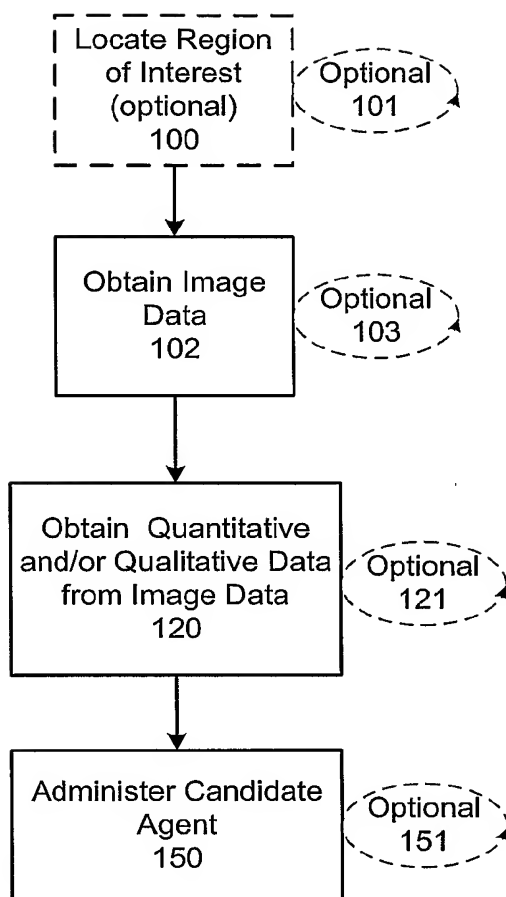 Locate Region
of Interest
(optional)
100
Optional
101
Obtain Image
Data
102
Optional
103
Obtain Quantitative
and/or Qualitative Data
from Image Data
120
Optional
121
Administer Candidate
Agent
150
Optional
151